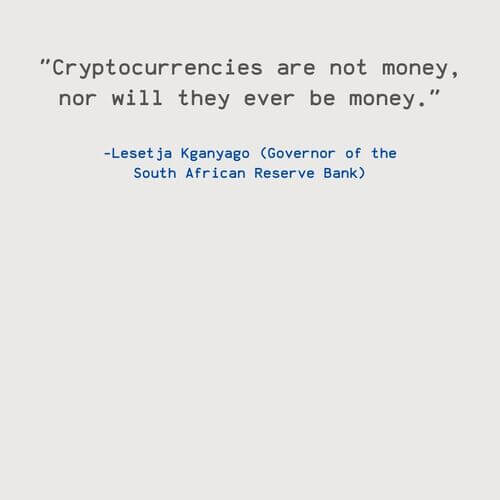 "Cryptocurrencies are not money,
nor will they ever be money."
-Lesetja Kganyago (Governor of the
South African Reserve Bank)